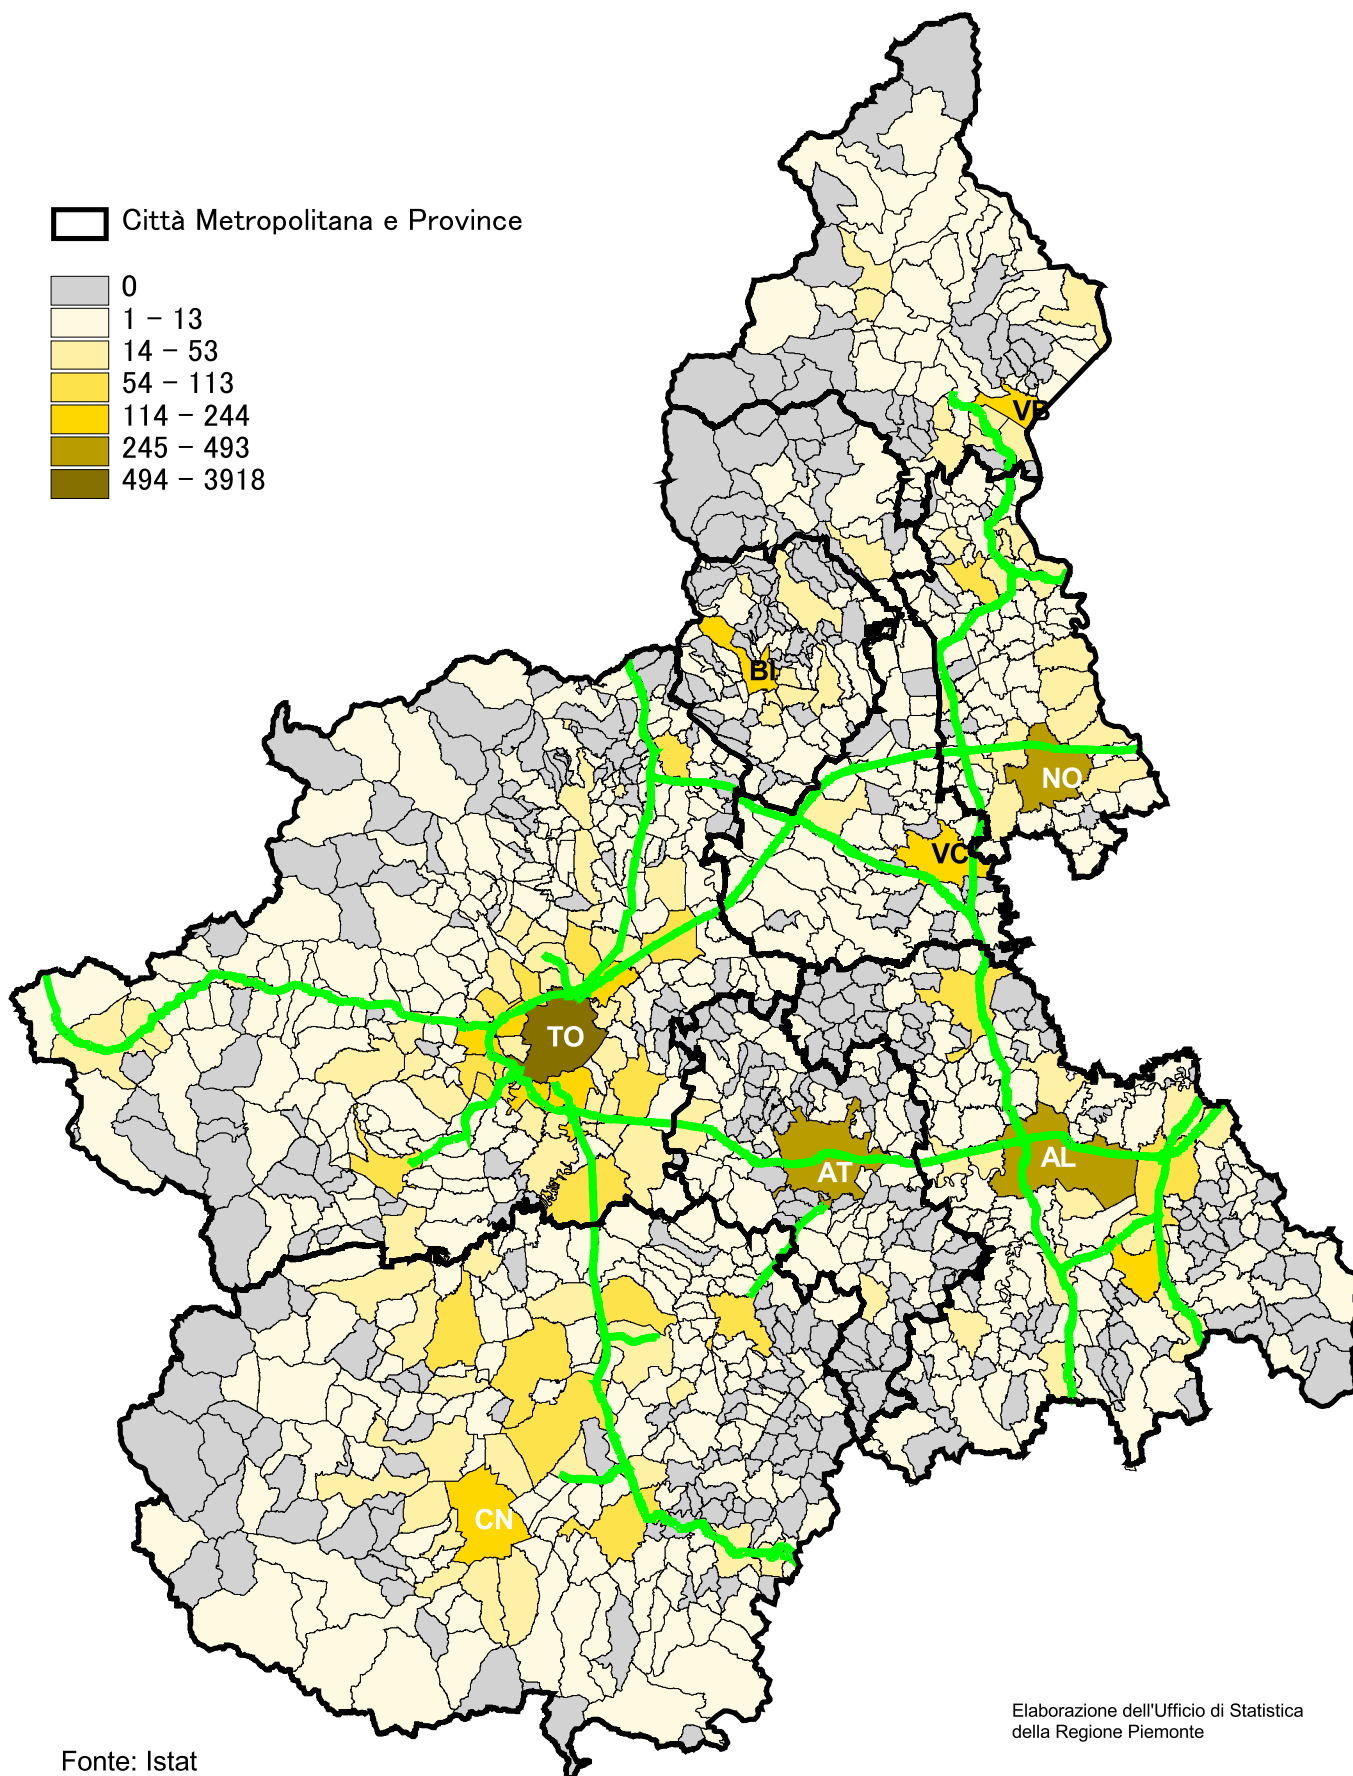 Città Metropolitana e Province
0
1 – 13
14 – 53
54 – 113
114 – 244
245 – 493
494 – 3918
VB
BI
NO
VC
TO
AT
AL
CN
Elaborazione dell'Ufficio di Statistica
della Regione Piemonte
Fonte: Istat